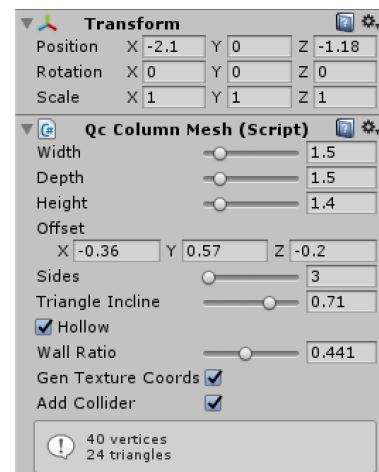 Transform
Position X -2.1 Y 0 Z -1.18
Rotation X 0 Y 0 Z 0
Scale X 1 Y 1 Z 1
C# Qc Column Mesh (Script)
Width 1.5
Depth 1.5
Height 1.4
Offset
X -0.36 Y 0.57 Z -0.2
Sides 3
Triangle Incline 0.71
Hollow
Wall Ratio 0.441
Gen Texture Coords
Add Collider
40 vertices
24 triangles